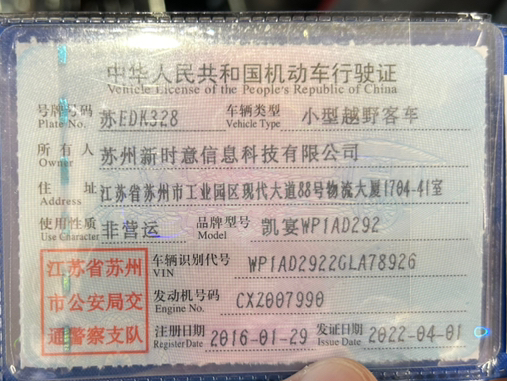 中华人民共和国机动车行驶证
Vehicle License of the People's Republic of China
号牌号码 苏EDK328 车辆类型 小型越野客车
Plate No. Vehicle Type
所有人 苏州新时意信息科技有限公司
Owner
住址 江苏省苏州市工业园区现代大道88号物流大厦1704-41室
Address
使用性质 非营运 品牌型号 凯宴WP1AD292
Use Character Model
江苏省苏州
市公安局交
通警察支队
车辆识别代号 WP1AD2922GLA78926
VIN
发动机号码 CXZ007990
Engine No.
注册日期 2016-01-29 发证日期 2022-04-01
Register Date Issue Date